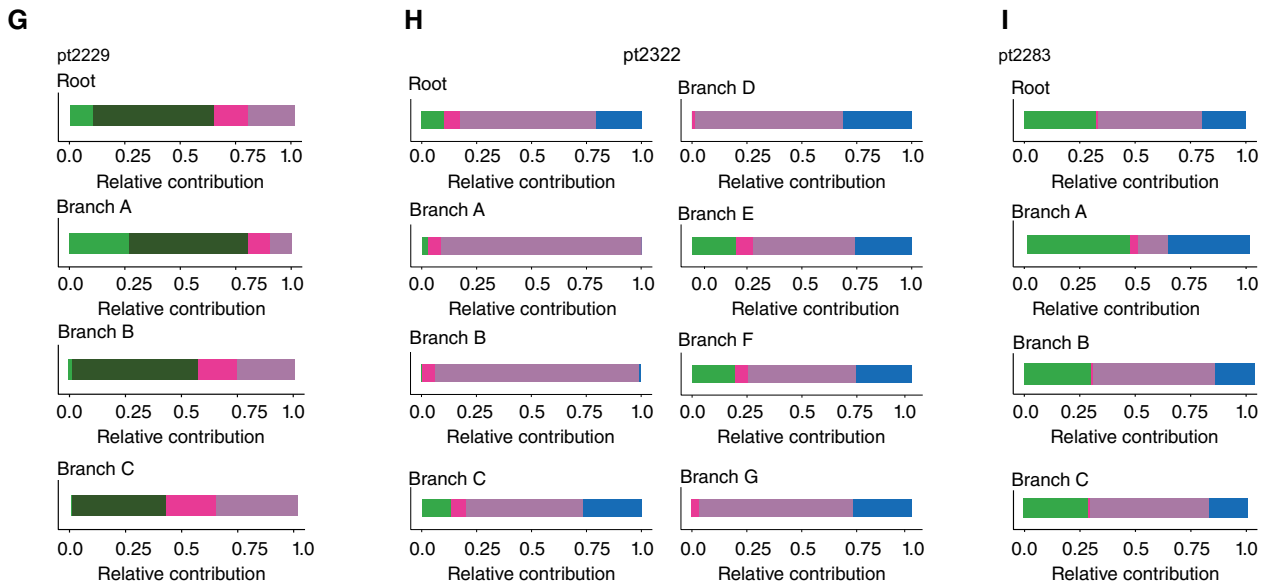 G
pt2229
Root
0.0 0.25 0.5 0.75 1.0
Relative contribution
Branch A
0.0 0.25 0.5 0.75 1.0
Relative contribution
Branch B
0.0 0.25 0.5 0.75 1.0
Relative contribution
Branch C
0.0 0.25 0.5 0.75 1.0
Relative contribution
H
pt2322
Root
0.0 0.25 0.5 0.75 1.0
Relative contribution
Branch A
0.0 0.25 0.5 0.75 1.0
Relative contribution
Branch B
0.0 0.25 0.5 0.75 1.0
Relative contribution
Branch C
0.0 0.25 0.5 0.75 1.0
Relative contribution
Branch D
0.0 0.25 0.5 0.75 1.0
Relative contribution
Branch E
0.0 0.25 0.5 0.75 1.0
Relative contribution
Branch F
0.0 0.25 0.5 0.75 1.0
Relative contribution
Branch G
0.0 0.25 0.5 0.75 1.0
Relative contribution
I
pt2283
Root
0.0 0.25 0.5 0.75 1.0
Relative contribution
Branch A
0.0 0.25 0.5 0.75 1.0
Relative contribution
Branch B
0.0 0.25 0.5 0.75 1.0
Relative contribution
Branch C
0.0 0.25 0.5 0.75 1.0
Relative contribution